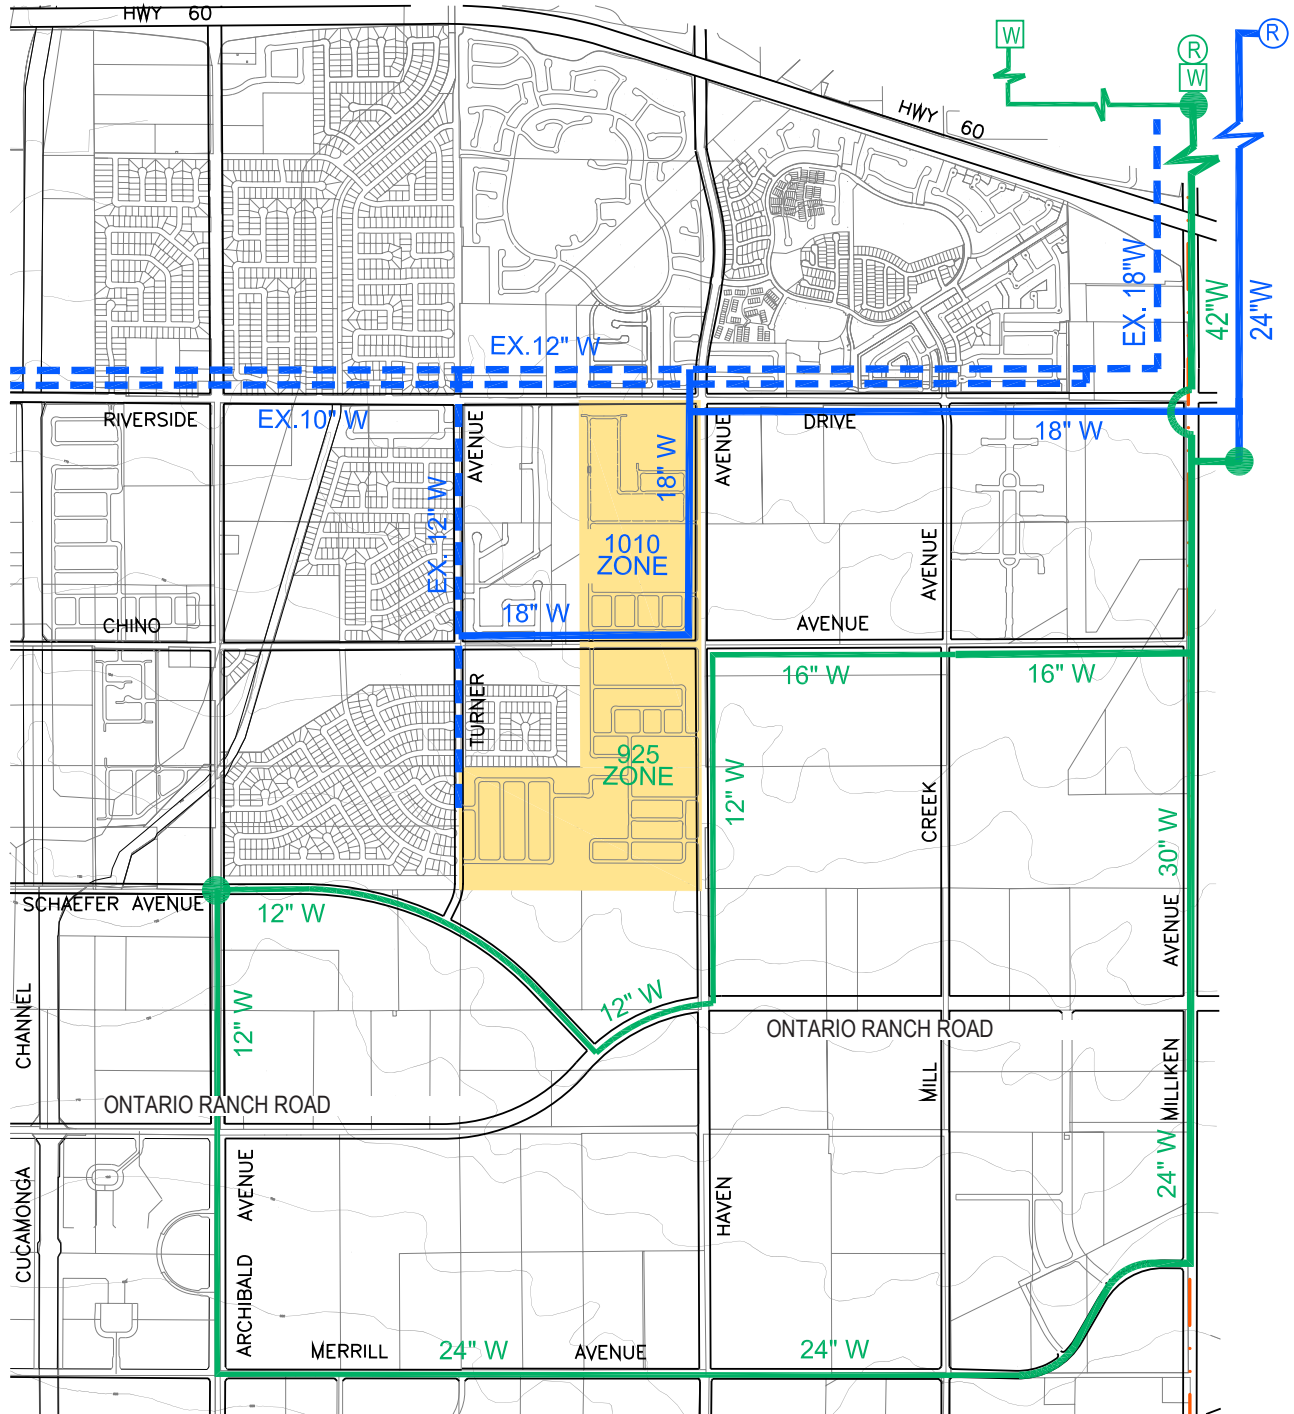 HWY 60
W
R
R
W
HWY 60
EX. 18"W
42"W
24"W
EX.12" W
RIVERSIDE
EX.10" W
AVENUE
18" W
AVENUE
DRIVE
18" W
EX. 12" W
1010
ZONE
AVENUE
18" W
CHINO
AVENUE
16" W
16" W
TURNER
925
ZONE
12" W
CREEK
30" W
SCHAEFER AVENUE
12" W
AVENUE
CHANNEL
12" W
12" W
ONTARIO RANCH ROAD
MILL
MILLIKEN
ONTARIO RANCH ROAD
24" W
CUCAMONGA
AVENUE
HAVEN
ARCHIBALD
MERRILL
24" W
AVENUE
24" W